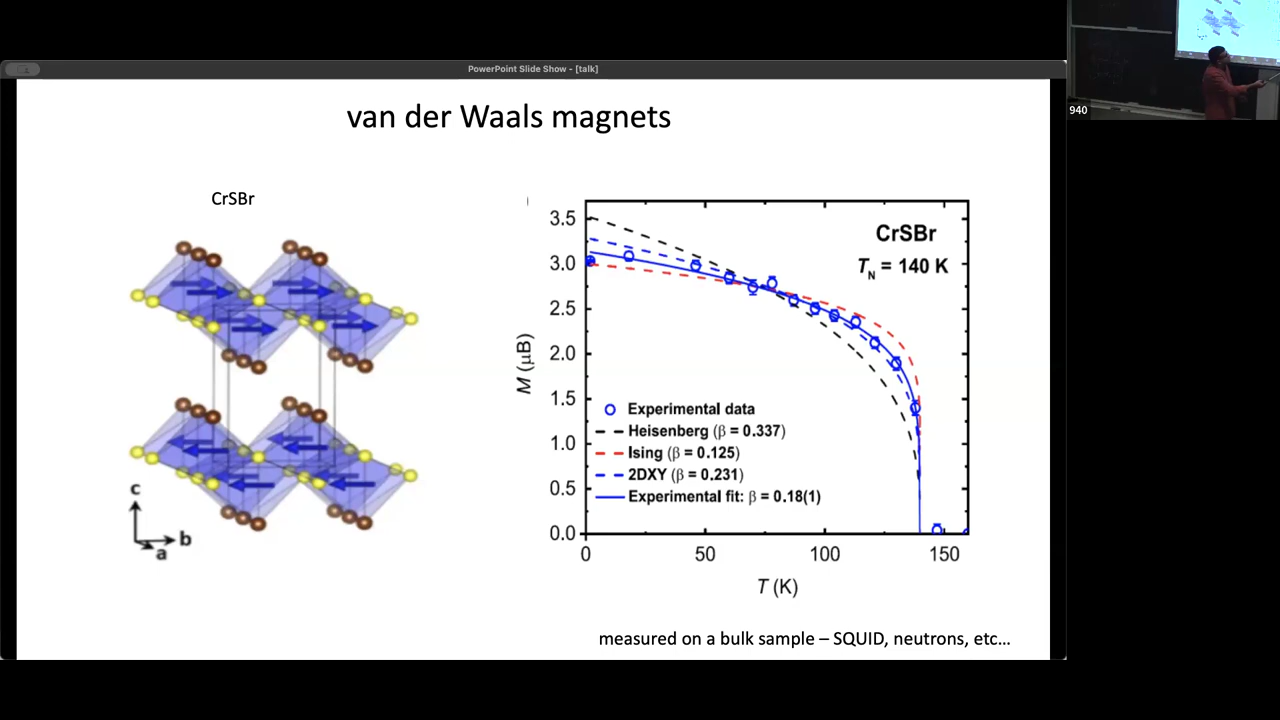 PowerPoint Slide Show - [talk]
940
van der Waals magnets
CrSBr
c
b
a
CrSBr
T_N = 140 K
M (μB)
3.5
3.0
2.5
2.0
1.5
1.0
0.5
0.0
Experimental data
Heisenberg (β = 0.337)
Ising (β = 0.125)
2DXY (β = 0.231)
Experimental fit: β = 0.18(1)
0 50 100 150
T (K)
measured on a bulk sample – SQUID, neutrons, etc...